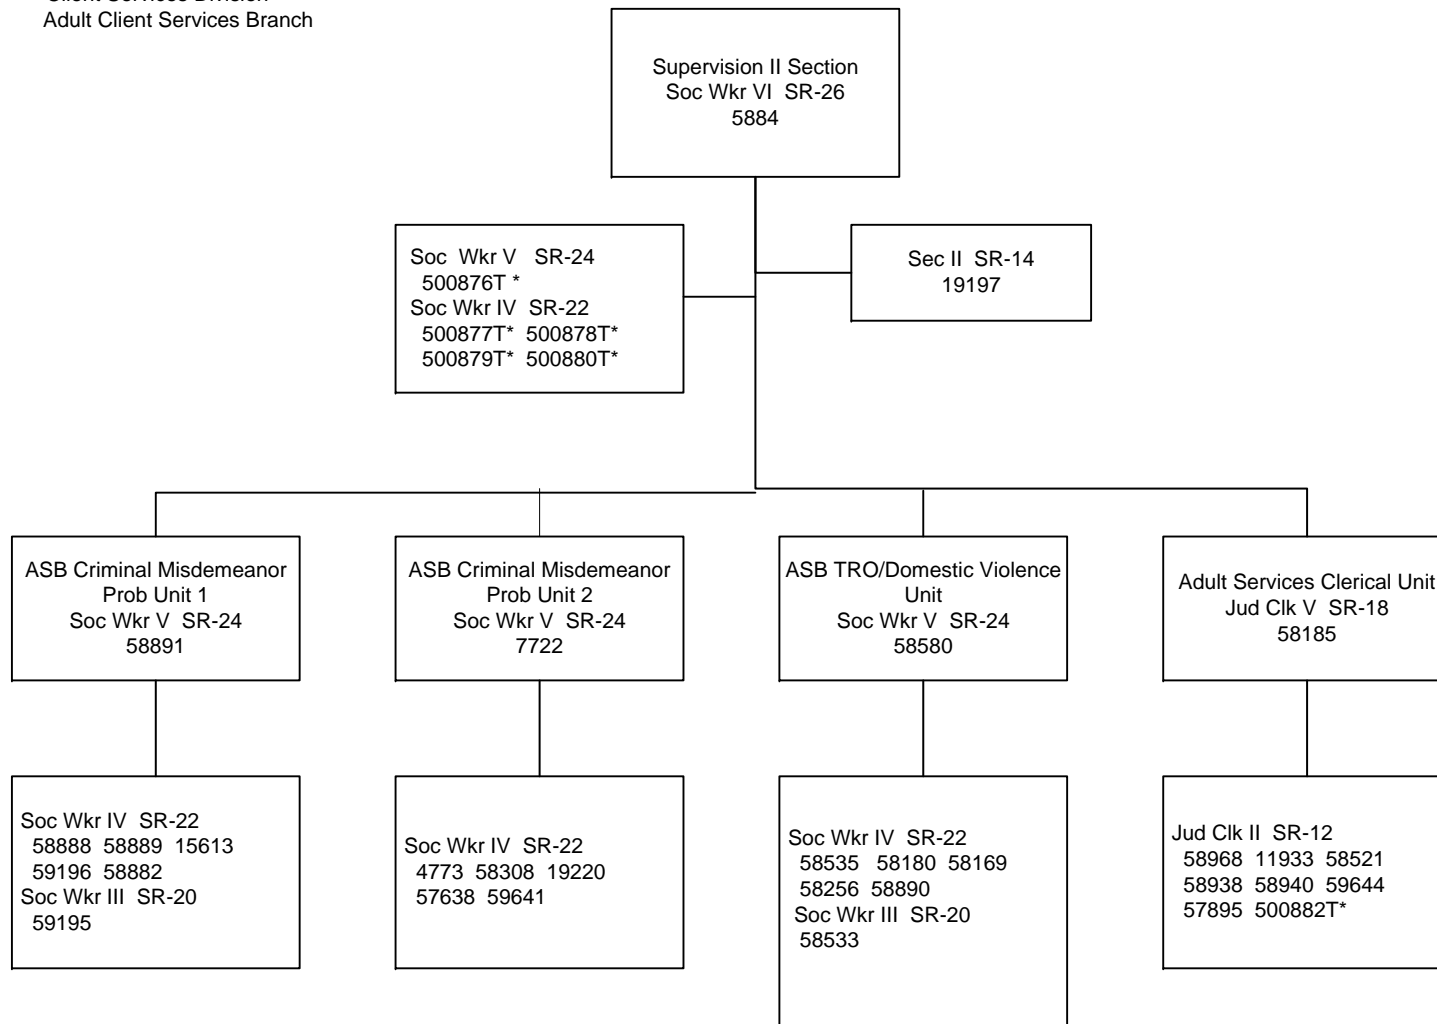 Client Services Division
Adult Client Services Branch
Supervision II Section
Soc Wkr VI SR-26
5884
Soc Wkr V SR-24
500876T *
Soc Wkr IV SR-22
500877T* 500878T*
500879T* 500880T*
Sec II SR-14
19197
ASB Criminal Misdemeanor
Prob Unit 1
Soc Wkr V SR-24
58891
ASB Criminal Misdemeanor
Prob Unit 2
Soc Wkr V SR-24
7722
ASB TRO/Domestic Violence
Unit
Soc Wkr V SR-24
58580
Adult Services Clerical Unit
Jud Clk V SR-18
58185
Soc Wkr IV SR-22
58888 58889 15613
59196 58882
Soc Wkr III SR-20
59195
Soc Wkr IV SR-22
4773 58308 19220
57638 59641
Soc Wkr IV SR-22
58535 58180 58169
58256 58890
Soc Wkr III SR-20
58533
Jud Clk II SR-12
58968 11933 58521
58938 58940 59644
57895 500882T*